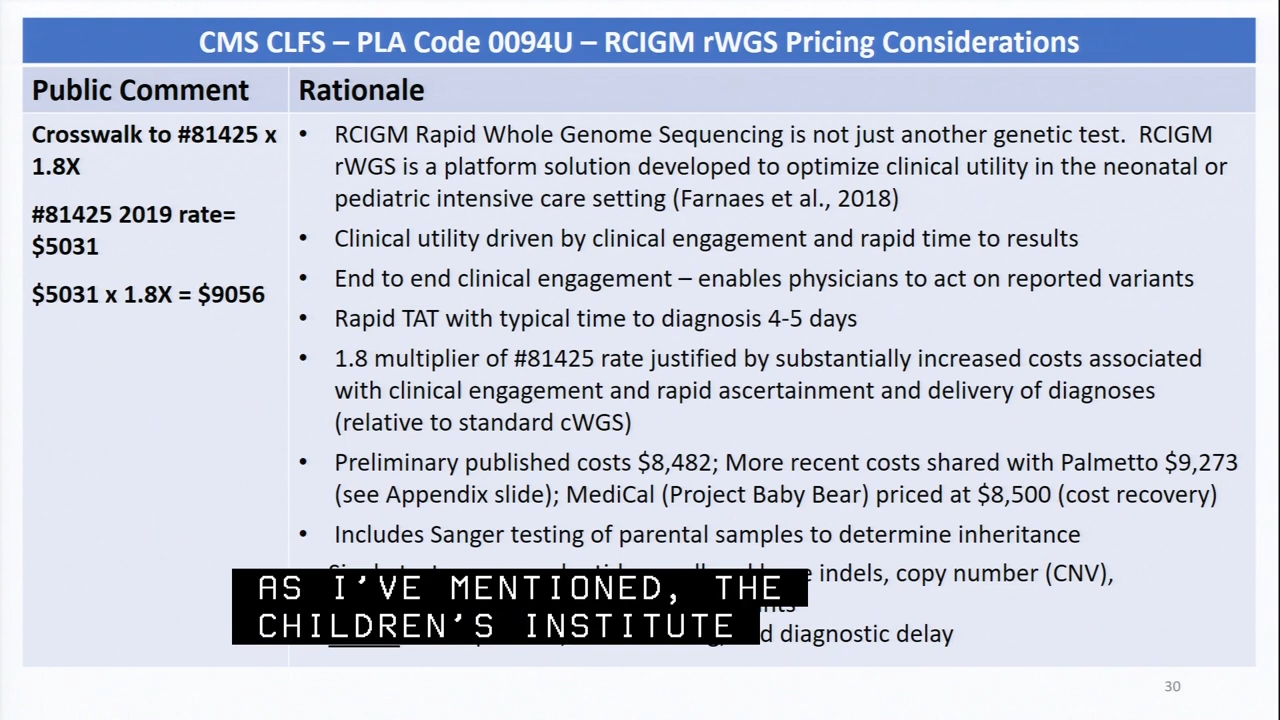 CMS CLFS – PLA Code 0094U – RCIGM rWGS Pricing Considerations
Public Comment
Rationale
Crosswalk to #81425 x
1.8X
#81425 2019 rate=
$5031
$5031 x 1.8X = $9056
• RCIGM Rapid Whole Genome Sequencing is not just another genetic test.  RCIGM
rWGS is a platform solution developed to optimize clinical utility in the neonatal or
pediatric intensive care setting (Farnaes et al., 2018)
• Clinical utility driven by clinical engagement and rapid time to results
• End to end clinical engagement – enables physicians to act on reported variants
• Rapid TAT with typical time to diagnosis 4-5 days
• 1.8 multiplier of #81425 rate justified by substantially increased costs associated
with clinical engagement and rapid ascertainment and delivery of diagnoses
(relative to standard cWGS)
• Preliminary published costs $8,482; More recent costs shared with Palmetto $9,273
(see Appendix slide); MediCal (Project Baby Bear) priced at $8,500 (cost recovery)
• Includes Sanger testing of parental samples to determine inheritance
indels, copy number (CNV),
diagnostic delay
AS I'VE MENTIONED, THE
CHILDREN'S INSTITUTE
30